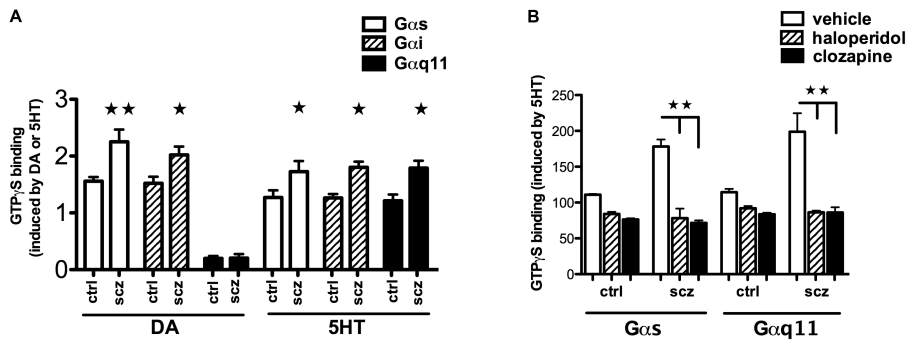 A
Gαs
Gαi
Gαq11
GTPγS binding
(induced by DA or 5HT)
3
2
1
0
★★ ★ ★ ★ ★
ctrl scz ctrl scz ctrl scz ctrl scz ctrl scz ctrl scz
DA 5HT
B
vehicle
haloperidol
clozapine
GTPγS binding (induced by 5HT)
250
200
150
100
50
0
★★ ★★
ctrl scz ctrl scz
Gαs Gαq11